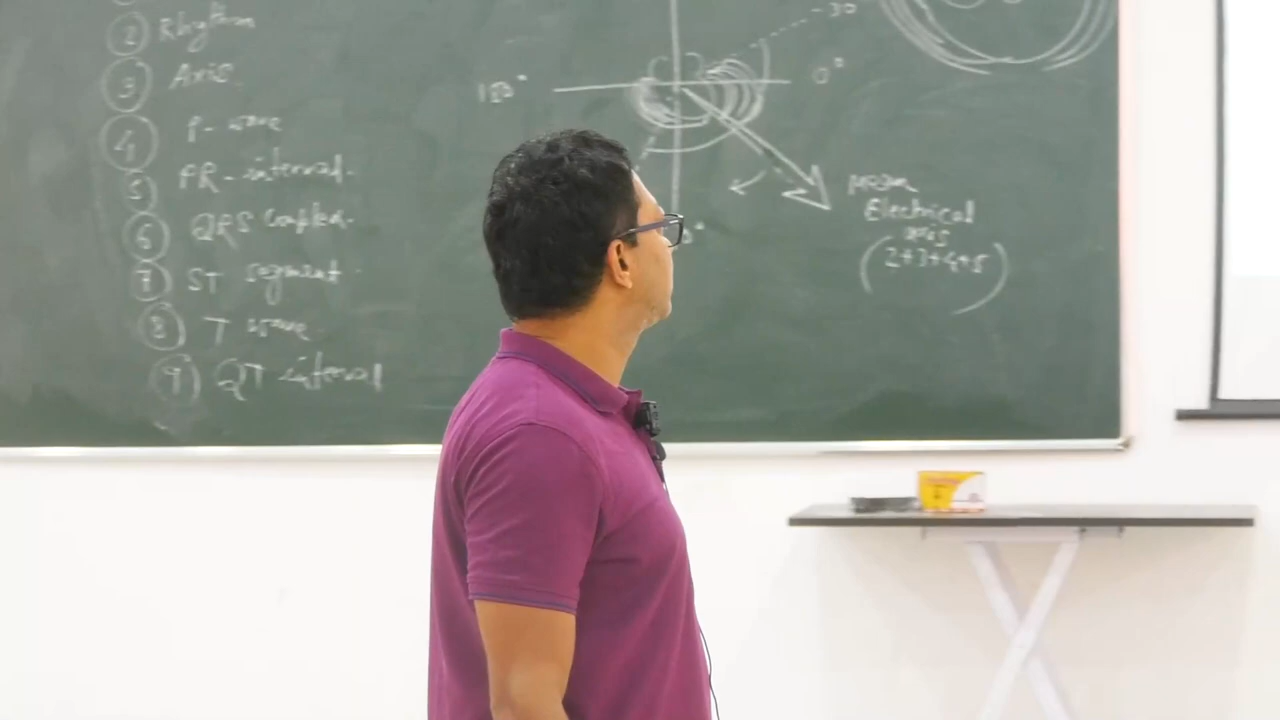 2 Rhythm
3 Axis
4 P-wave
5 PR-interval
6 QRS complex
7 ST segment
8 T wave
9 QT interval
-30
180°
0°
Mean
Electrical
axis
(2+3+4+5)